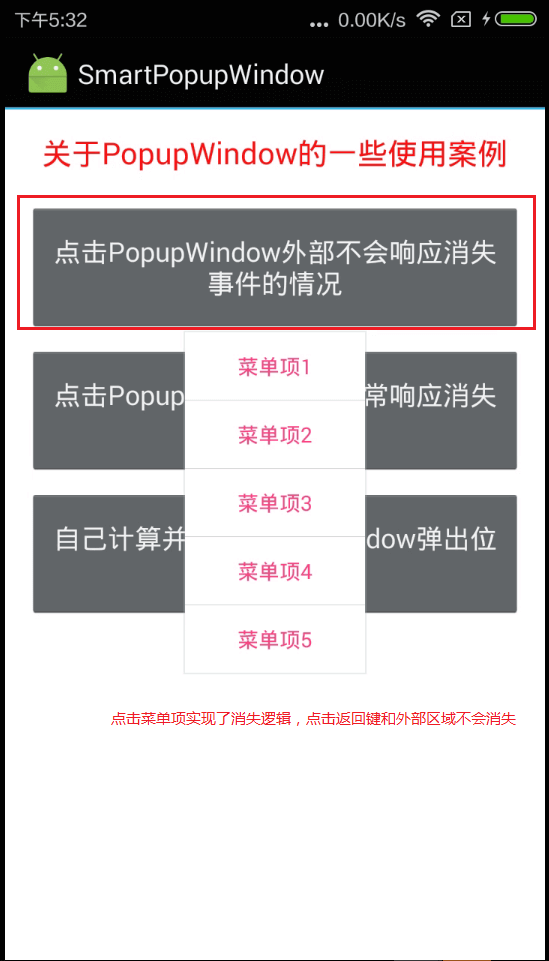 下午5:32
... 0.00K/s
SmartPopupWindow
关于PopupWindow的一些使用案例
点击PopupWindow外部不会响应消失
事件的情况
菜单项1
点击Popup
常响应消失
菜单项2
菜单项3
自己计算并
dow弹出位
菜单项4
菜单项5
点击菜单项实现了消失逻辑，点击返回键和外部区域不会消失